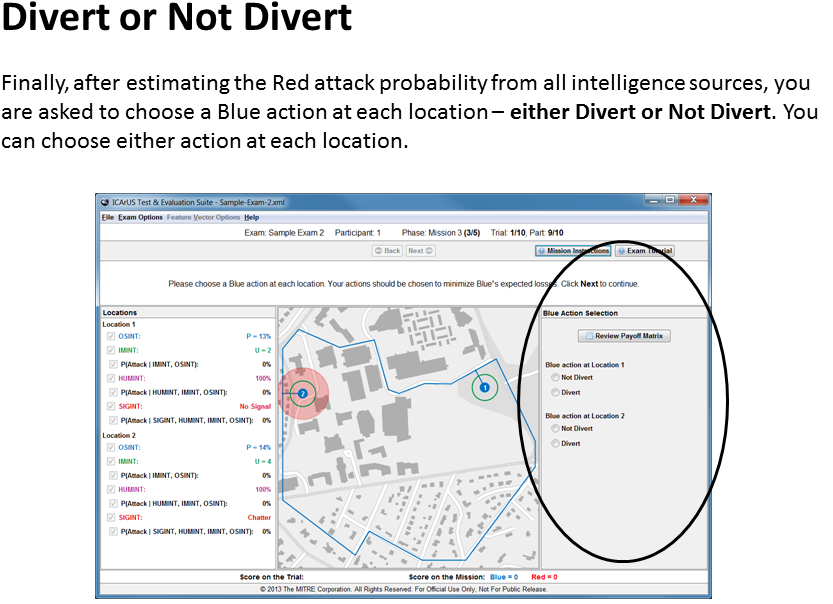 Divert or Not Divert
Finally, after estimating the Red attack probability from all intelligence sources, you
are asked to choose a Blue action at each location – either Divert or Not Divert. You
can choose either action at each location.
ICArUS Test & Evaluation Suite - Sample-Exam-2.xml
File Exam Options Feature Vector Options Help
Exam: Sample Exam 2 Participant: 1 Phase: Mission 3 (3/5) Trial: 1/10, Part: 9/10
Back Next Mission Instructions Exam Tutorial
Please choose a Blue action at each location. Your actions should be chosen to minimize Blue"s expected losses. Click Next to continue.
Locations
Location 1
OSINT: P = 13%
IMINT: U = 2
P(Attack | IMINT, OSINT): 0%
HUMINT: 100%
P(Attack | HUMINT, IMINT, OSINT): 0%
SIGINT: No Signal
P(Attack | SIGINT, HUMINT, IMINT, OSINT): 0%
Location 2
OSINT: P = 14%
IMINT: U = 4
P(Attack | IMINT, OSINT): 0%
HUMINT: 100%
P(Attack | HUMINT, IMINT, OSINT): 0%
SIGINT: Chatter
P(Attack | SIGINT, HUMINT, IMINT, OSINT): 0%
2
1
Blue Action Selection
Review Payoff Matrix
Blue action at Location 1
Not Divert
Divert
Blue action at Location 2
Not Divert
Divert
Score on the Trial: Score on the Mission: Blue = 0 Red = 0
© 2013 The MITRE Corporation. All Rights Reserved. For Official Use Only, Not For Public Release.